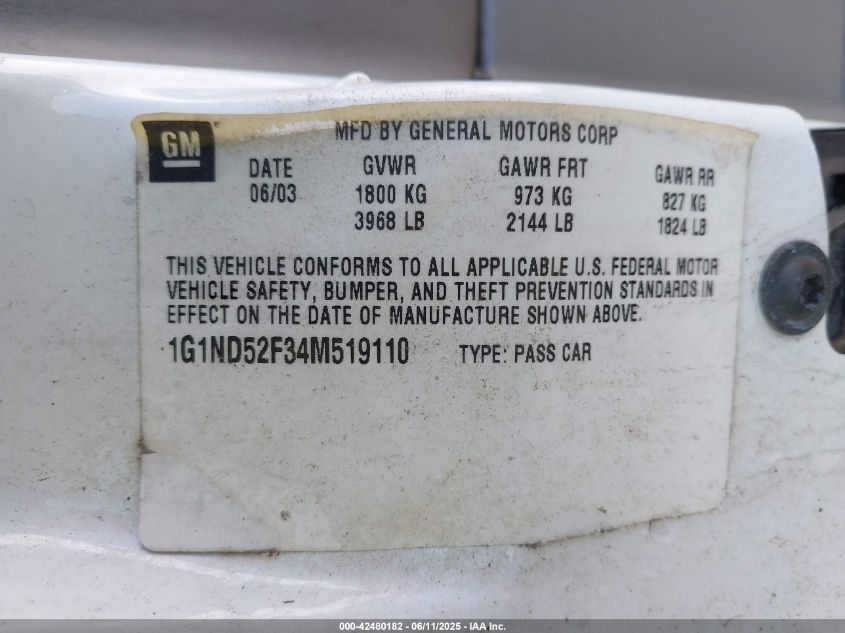 MFD BY GENERAL MOTORS CORP
GM
DATE GVWR GAWR FRT GAWR RR
06/03 1800 KG 973 KG 827 KG
3968 LB 2144 LB 1824 LB
THIS VEHICLE CONFORMS TO ALL APPLICABLE U.S. FEDERAL MOTOR
VEHICLE SAFETY, BUMPER, AND THEFT PREVENTION STANDARDS IN
EFFECT ON THE DATE OF MANUFACTURE SHOWN ABOVE.
1G1ND52F34M519110 TYPE: PASS CAR
000-42480182 - 06/11/2025 - IAA Inc.